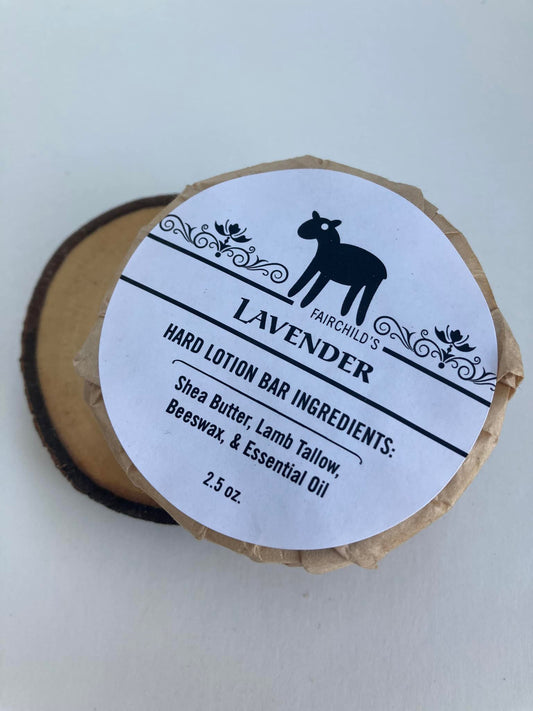 FAIRCHILD'S
LAVENDER
HARD LOTION BAR INGREDIENTS:
Shea Butter, Lamb Tallow,
Beeswax, & Essential Oil
2.5 oz.